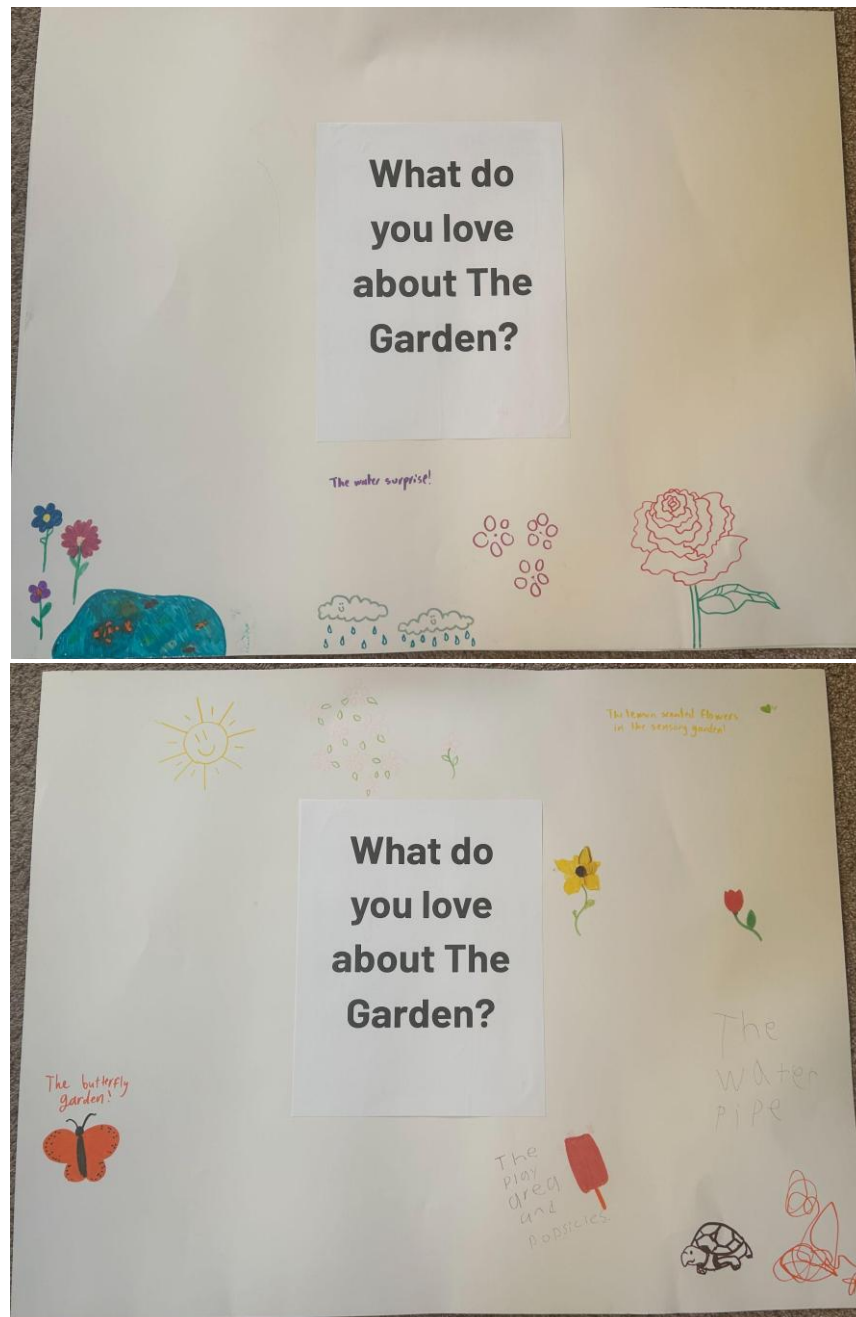 What do
you love
about The
Garden?
The water surprise!
The lemon scented flowers
in the sensory garden!
What do
you love
about The
Garden?
The butterfly
garden!
The
water
pipe
The
play
area
and
popsicles